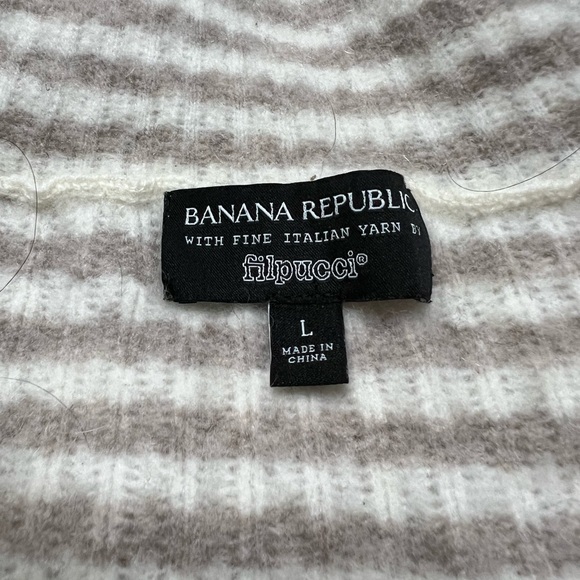 BANANA REPUBLIC
WITH FINE ITALIAN YARN BY
filpucci®
L
MADE IN
CHINA